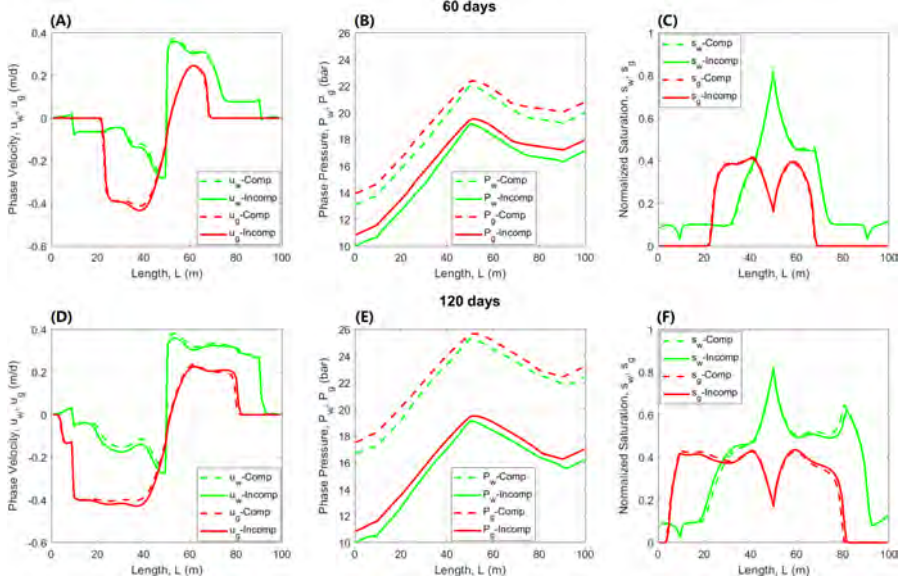 60 days
(A)
Phase Velocity, u_w, u_g (m/d)
0.4
0.2
0
-0.2
-0.4
-0.6
0 20 40 60 80 100
Length, L (m)
u_w-Comp
u_w-Incomp
u_g-Comp
u_g-Incomp
(B)
Phase Pressure, P_w, P_g (bar)
26
24
22
20
18
16
14
12
10
0 20 40 60 80 100
Length, L (m)
P_w-Comp
P_w-Incomp
P_g-Comp
P_g-Incomp
(C)
Normalized Saturation, s_w, s_g
1
0.8
0.6
0.4
0.2
0
0 20 40 60 80 100
Length, L (m)
s_w-Comp
s_w-Incomp
s_g-Comp
s_g-Incomp
120 days
(D)
Phase Velocity, u_w, u_g (m/d)
0.4
0.2
0
-0.2
-0.4
-0.6
0 20 40 60 80 100
Length, L (m)
u_w-Comp
u_w-Incomp
u_g-Comp
u_g-Incomp
(E)
Phase Pressure, P_w, P_g (bar)
26
24
22
20
18
16
14
12
10
0 20 40 60 80 100
Length, L (m)
P_w-Comp
P_w-Incomp
P_g-Comp
P_g-Incomp
(F)
Normalized Saturation, s_w, s_g
1
0.8
0.6
0.4
0.2
0
0 20 40 60 80 100
Length, L (m)
s_w-Comp
s_w-Incomp
s_g-Comp
s_g-Incomp